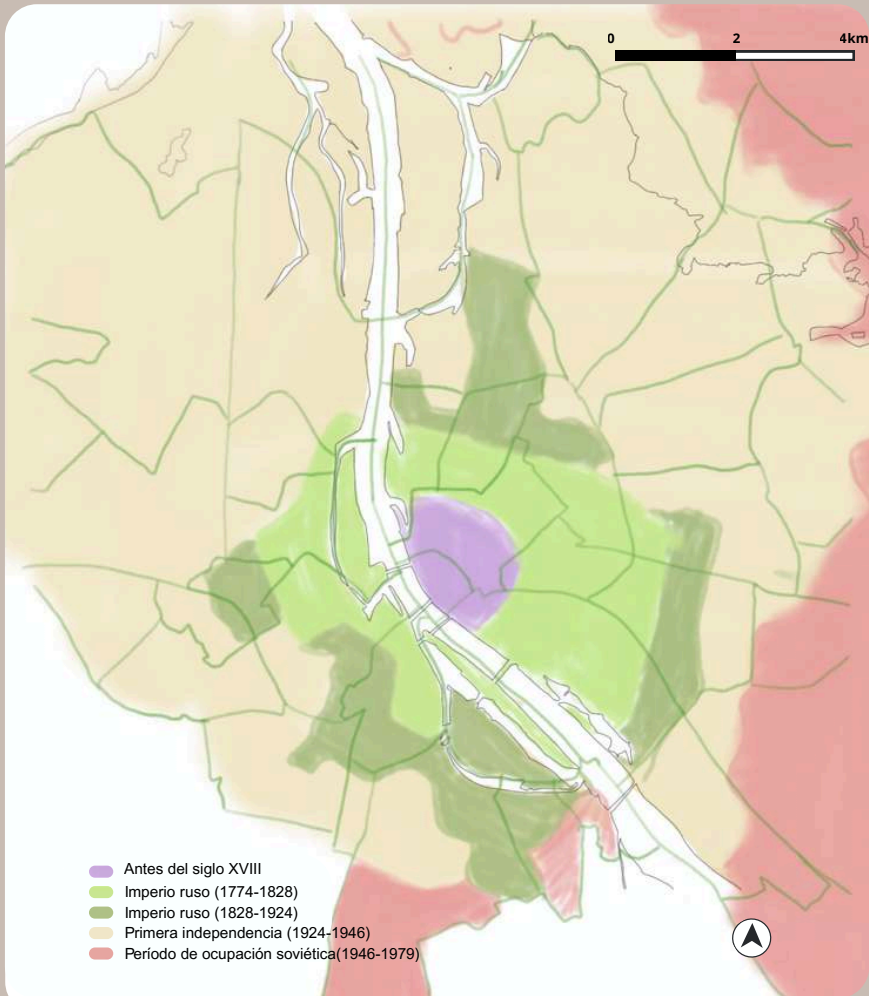 0 2 4km
Antes del siglo XVIII
Imperio ruso (1774-1828)
Imperio ruso (1828-1924)
Primera independencia (1924-1946)
Período de ocupación soviética(1946-1979)